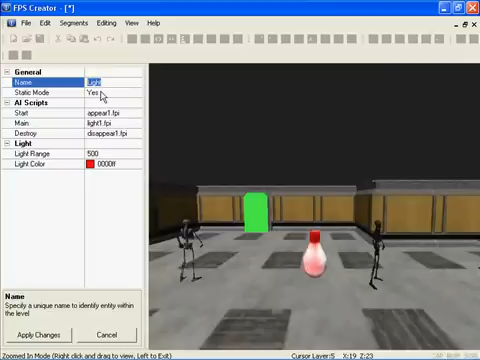 FPS Creator - [*]
File Edit Segments Editing View Help
General
Name Light
Static Mode Yes
AI Scripts
Start appear1.fpi
Main light1.fpi
Destroy disappear1.fpi
Light
Light Range 500
Light Color 0000ff
Name
Specify a unique name to identify entity within the level
Apply Changes Cancel
Zoomed In Mode (Right click and drag to view, Left to Exit) Cursor Layer:5 X:19 Z:23